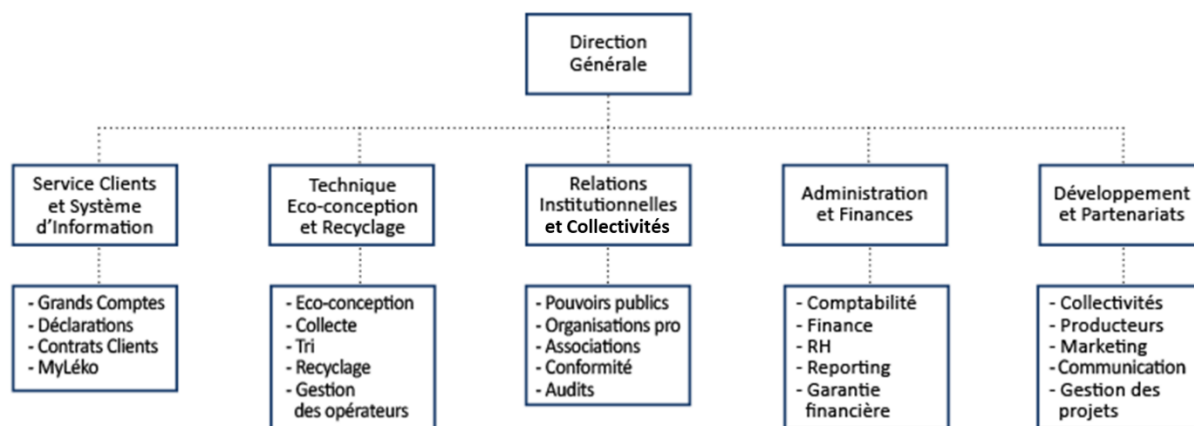 Direction
Générale
Service Clients
et Système
d'Information
Technique
Eco-conception
et Recyclage
Relations
Institutionnelles
et Collectivités
Administration
et Finances
Développement
et Partenariats
- Grands Comptes
- Déclarations
- Contrats Clients
- MyLéko
- Eco-conception
- Collecte
- Tri
- Recyclage
- Gestion
des opérateurs
- Pouvoirs publics
- Organisations pro
- Associations
- Conformité
- Audits
- Comptabilité
- Finance
- RH
- Reporting
- Garantie
financière
- Collectivités
- Producteurs
- Marketing
- Communication
- Gestion des
projets